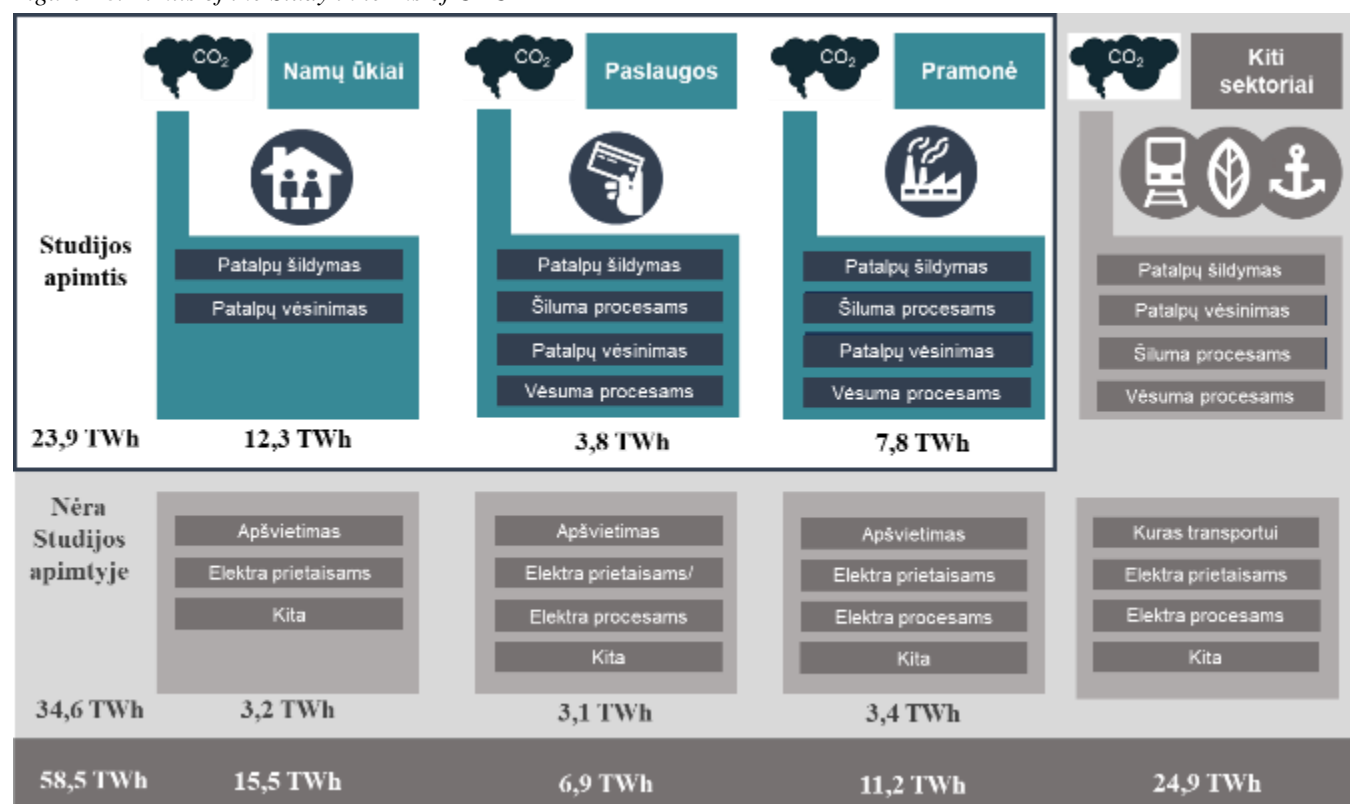 CO2
Namų ūkiai
CO2
Paslaugos
CO2
Pramonė
CO2
Kiti
sektoriai
Studijos
apimtis
Patalpų šildymas
Patalpų vėsinimas
Patalpų šildymas
Šiluma procesams
Patalpų vėsinimas
Vėsuma procesams
Patalpų šildymas
Šiluma procesams
Patalpų vėsinimas
Vėsuma procesams
Patalpų šildymas
Patalpų vėsinimas
Šiluma procesams
Vėsuma procesams
23,9 TWh
12,3 TWh
3,8 TWh
7,8 TWh
Nėra
Studijos
apimtyje
Apšvietimas
Elektra prietaisams
Kita
Apšvietimas
Elektra prietaisams/
Elektra procesams
Kita
Apšvietimas
Elektra prietaisams
Elektra procesams
Kita
Kuras transportui
Elektra prietaisams
Elektra procesams
Kita
34,6 TWh
3,2 TWh
3,1 TWh
3,4 TWh
58,5 TWh
15,5 TWh
6,9 TWh
11,2 TWh
24,9 TWh